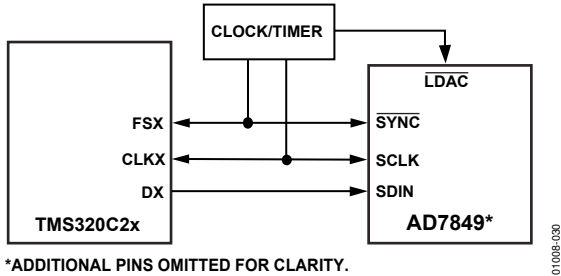 CLOCK/TIMER
LDAC
FSX
SYNC
CLKX
SCLK
DX
SDIN
TMS320C2x
AD7849*
*ADDITIONAL PINS OMITTED FOR CLARITY.
01008-030